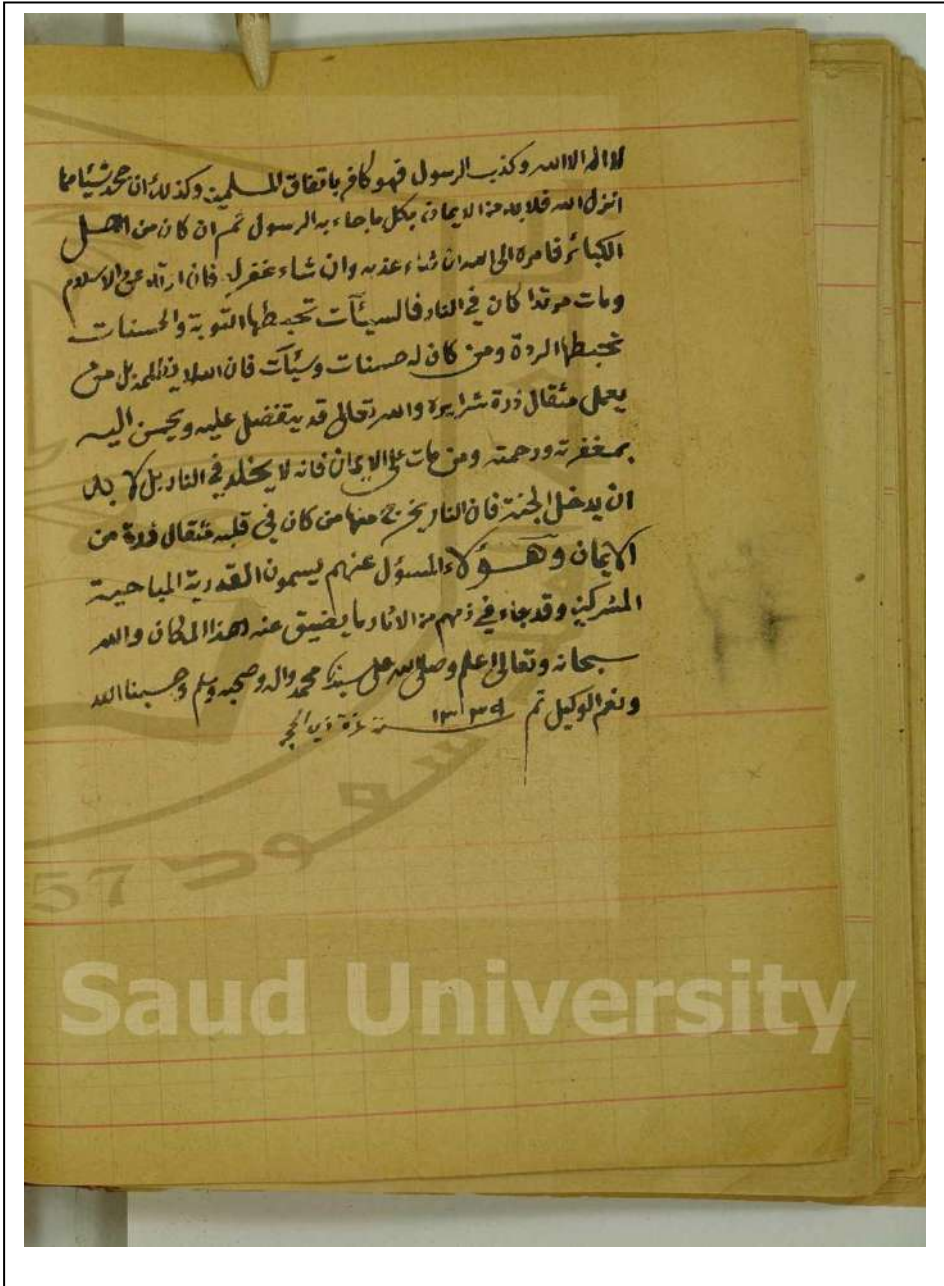 لا اله الا الله وكذب الرسول فهو كافر باتفاق المسلمين وكذلك ان جحد شيئا مما
انزل الله فلا بد من الايمان بكل ما جاء به الرسول ثم ان كان من اهل
الكبائر فامره الى الله ان شاء عذبه وان شاء غفر له فان ارتد عن الاسلام
ومات مرتدا كان في النار فالسيئآت تحبطها التوبة والحسنات
تحبطها الردة ومن كان له حسنات وسيئآت فان الله لا يظلمه بل من
يعمل مثقال ذرة شرا يره والله تعالى قد يتفضل عليه ويحسن اليه
بمغفرته ورحمته ومن مات على الايمان فانه لا يخلد في النار بل لا بد
ان يدخل الجنة فان النار يخرج منها من كان في قلبه مثقال ذرة من
الايمان وهؤلاء المسؤل عنهم يسمون القدرية المباحية
المشركين وقد جاء في ذمهم من الاثار ما يضيق عنه هذا المكان والله
سبحانه وتعالى اعلم وصلى الله على سيدنا محمد واله وصحبه وسلم وحسبنا الله
ونعم الوكيل تم ١٣٣٩ سنة
سعود
57
Saud University